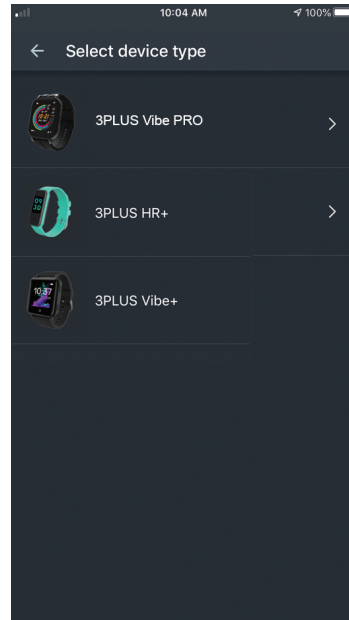 10:04 AM
100%
Select device type
3PLUS Vibe PRO
3PLUS HR+
3PLUS Vibe+